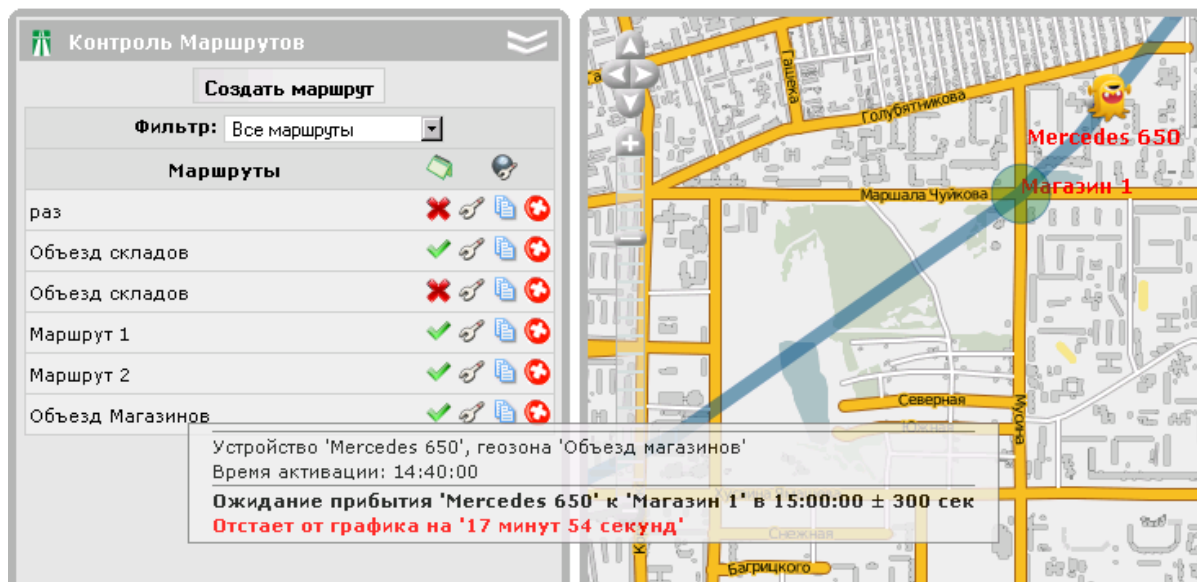 Контроль Маршрутов
Создать маршрут
Фильтр: Все маршруты
Маршруты
раз
Объезд складов
Объезд складов
Маршрут 1
Маршрут 2
Объезд Магазинов
Устройство 'Mercedes 650', геозона 'Объезд магазинов'
Время активации: 14:40:00
Ожидание прибытия 'Mercedes 650' к 'Магазин 1' в 15:00:00 ± 300 сек
Отстает от графика на '17 минут 54 секунд'
Гашека
Голубятникова
Mercedes 650
Магазин 1
Маршала Чуйкова
Северная
Южная
Мусина
Снежная
Багрицкого